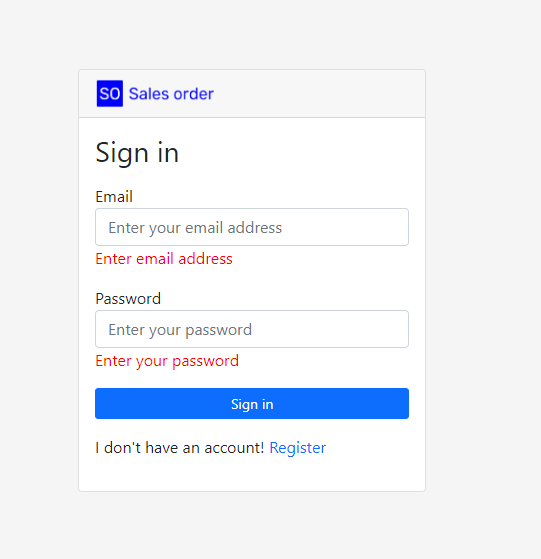 SO Sales order
Sign in
Email
Enter your email address
Enter email address
Password
Enter your password
Enter your password
Sign in
I don't have an account! Register